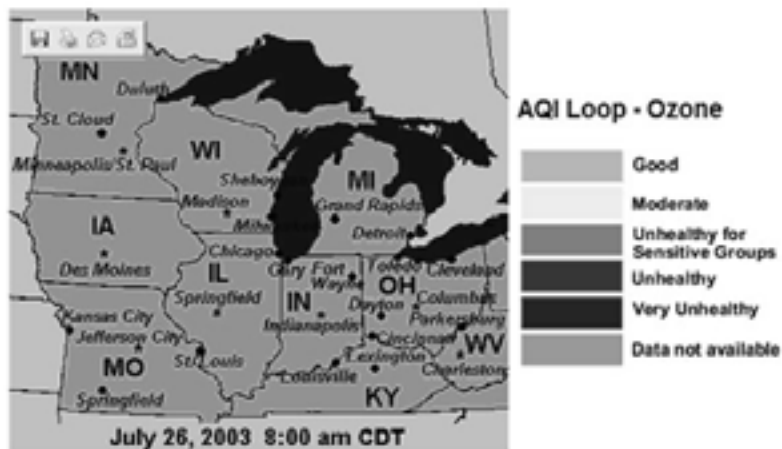 MN
Duluth
St. Cloud
Minneapolis/St. Paul
WI
MI
Madison
Grand Rapids
Detroit
IA
Des Moines
Chicago
Gary
Fort
Wayne
Toledo
Cleveland
IL
Springfield
IN
Indianapolis
OH
Columbus
Dayton
Parkersburg
Kansas City
Jefferson City
MO
St. Louis
Springfield
Louisville
Lexington
WV
Charleston
KY
July 26, 2003 8:00 am CDT
AQI Loop - Ozone
Good
Moderate
Unhealthy for
Sensitive Groups
Unhealthy
Very Unhealthy
Data not available